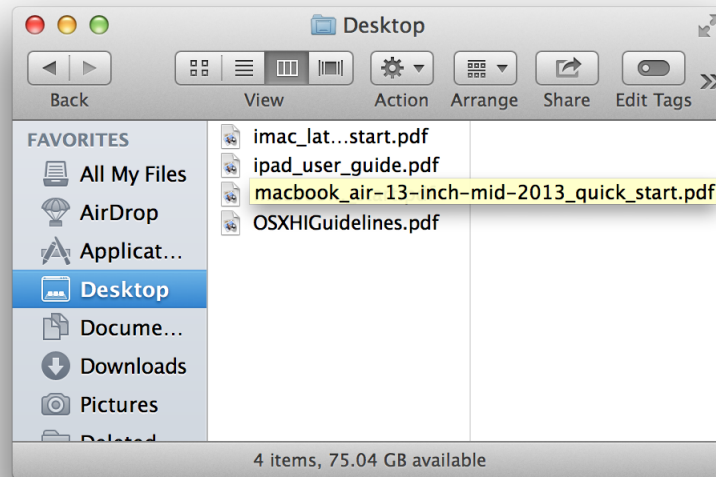 Desktop
Back View Action Arrange Share Edit Tags
FAVORITES
All My Files
AirDrop
Applicat...
Desktop
Docume...
Downloads
Pictures
Deleted
imac_lat...start.pdf
ipad_user_guide.pdf
macbook_air-13-inch-mid-2013_quick_start.pdf
OSXHIGuidelines.pdf
4 items, 75.04 GB available